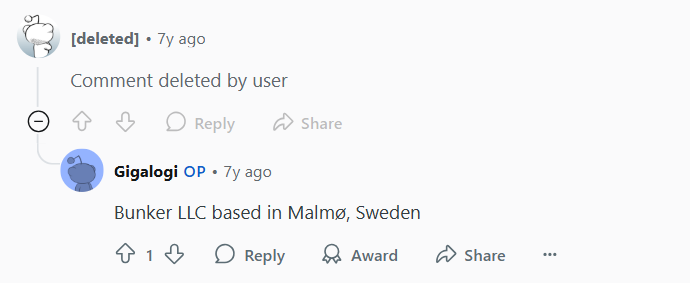 [deleted] • 7y ago
Comment deleted by user
Reply Share
Gigalogi OP • 7y ago
Bunker LLC based in Malmø, Sweden
1 Reply Award Share ...